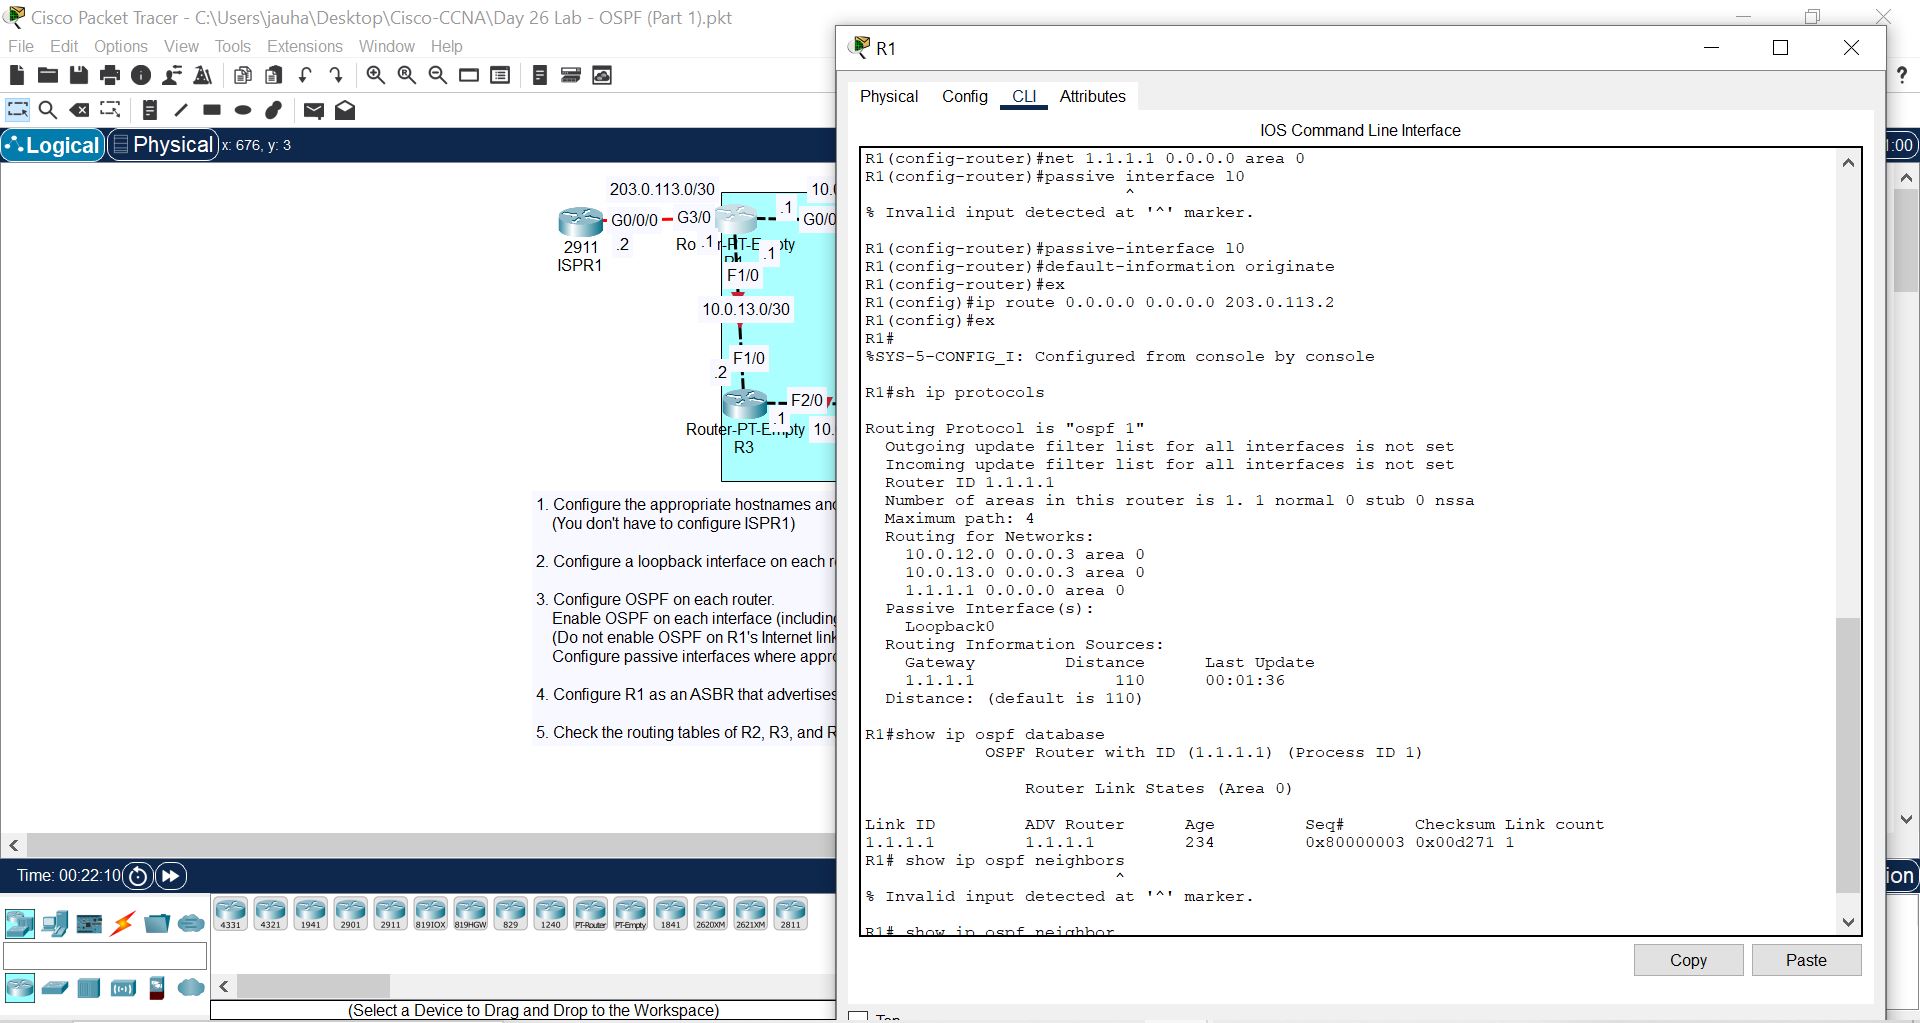 Cisco Packet Tracer - C:\Users\jauha\Desktop\Cisco-CCNA\Day 26 Lab - OSPF (Part 1).pkt
File Edit Options View Tools Extensions Window Help
Logical Physical x: 676, y: 3
203.0.113.0/30
G0/0/0 G3/0 .1
.2 .1 .1
2911
ISPR1
F1/0
10.0.13.0/30
F1/0
.2
F2/0
.1
R3
1. Configure the appropriate hostnames
(You don't have to configure ISPR1)
2. Configure a loopback interface on each
3. Configure OSPF on each router.
Enable OSPF on each interface
(Do not enable OSPF on R1's Internet
Configure passive interfaces where
4. Configure R1 as an ASBR that advertises
5. Check the routing tables of R2, R3, and
Time: 00:22:10
4331 4321 1941 2901 2911 819IOX 819HGW 829 1240 PT-Router PT-Empty 1841 2620XM 2621XM 2811
(Select a Device to Drag and Drop to the Workspace)
R1
Physical Config CLI Attributes
IOS Command Line Interface
R1(config-router)#net 1.1.1.1 0.0.0.0 area 0
R1(config-router)#passive interface l0
^
% Invalid input detected at '^' marker.
R1(config-router)#passive-interface l0
R1(config-router)#default-information originate
R1(config-router)#ex
R1(config)#ip route 0.0.0.0 0.0.0.0 203.0.113.2
R1(config)#ex
R1#
%SYS-5-CONFIG_I: Configured from console by console
R1#sh ip protocols
Routing Protocol is "ospf 1"
Outgoing update filter list for all interfaces is not set
Incoming update filter list for all interfaces is not set
Router ID 1.1.1.1
Number of areas in this router is 1. 1 normal 0 stub 0 nssa
Maximum path: 4
Routing for Networks:
10.0.12.0 0.0.0.3 area 0
10.0.13.0 0.0.0.3 area 0
1.1.1.1 0.0.0.0 area 0
Passive Interface(s):
Loopback0
Routing Information Sources:
Gateway Distance Last Update
1.1.1.1 110 00:01:36
Distance: (default is 110)
R1#show ip ospf database
OSPF Router with ID (1.1.1.1) (Process ID 1)
Router Link States (Area 0)
Link ID ADV Router Age Seq# Checksum Link count
1.1.1.1 1.1.1.1 234 0x80000003 0x00d271 1
R1# show ip ospf neighbors
^
% Invalid input detected at '^' marker.
R1# show ip ospf neighbor
Copy Paste